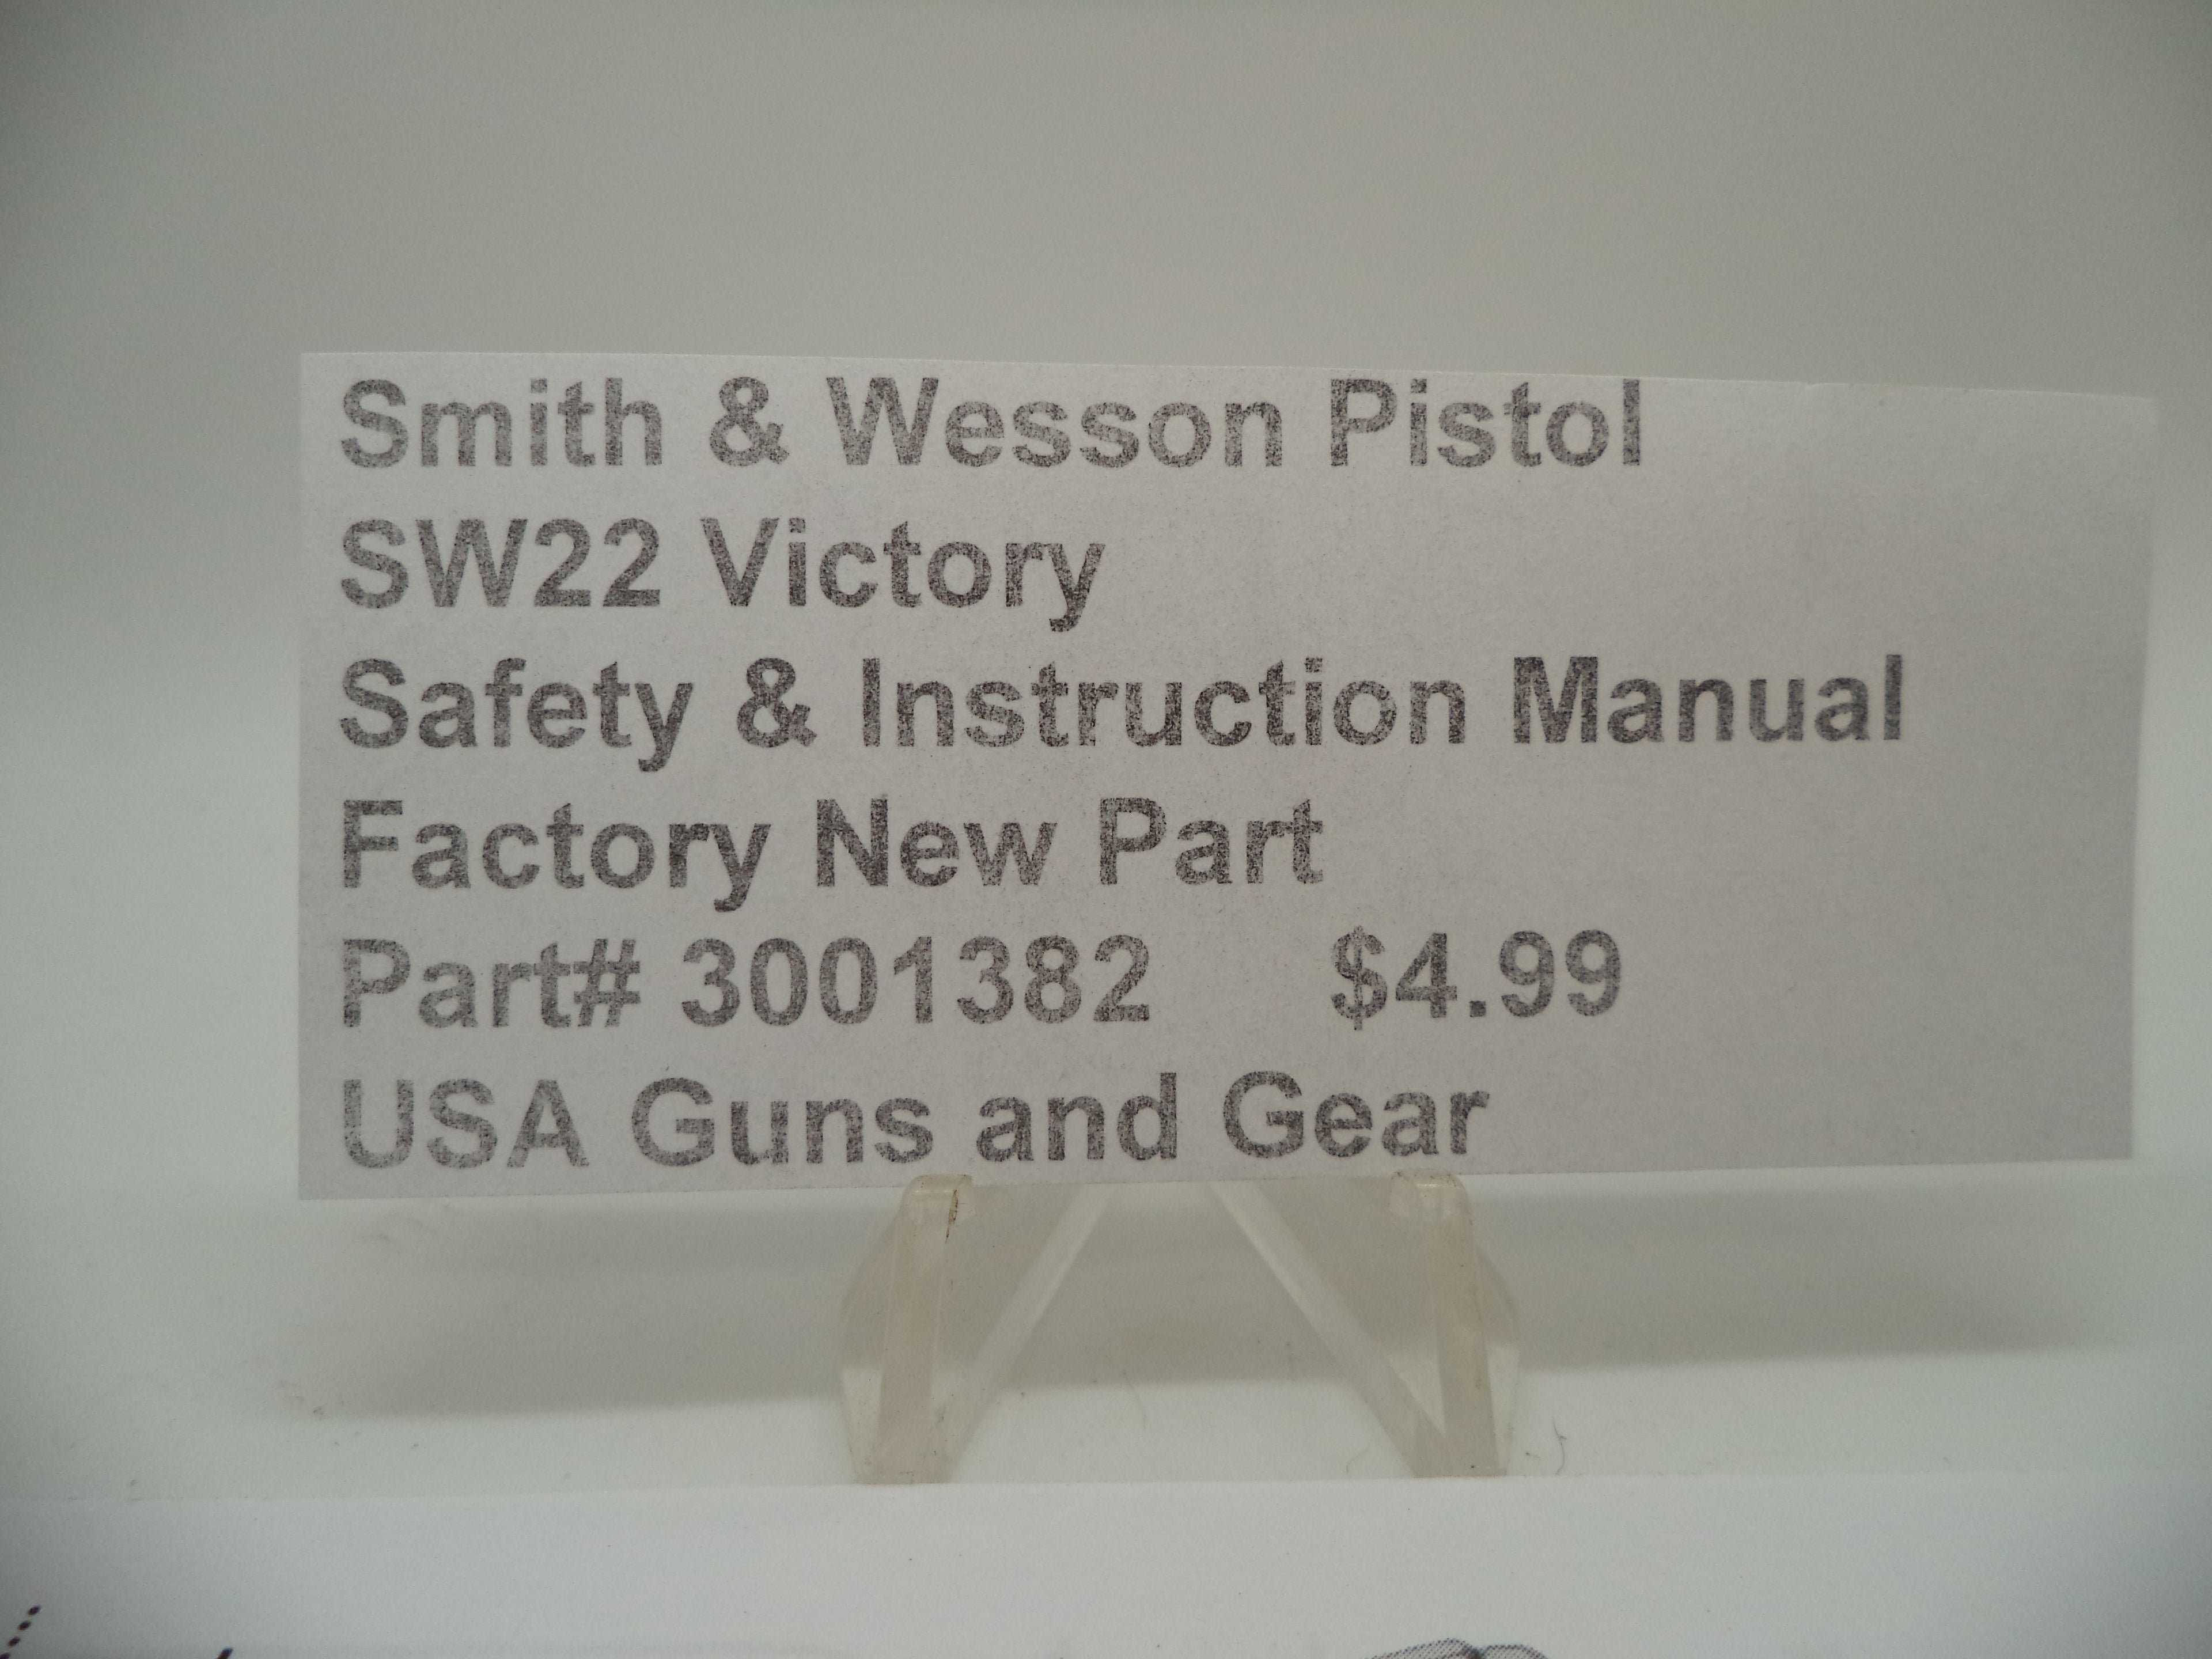 Smith & Wesson Pistol
SW22 Victory
Safety & Instruction Manual
Factory New Part
Part# 3001382 $4.99
USA Guns and Gear